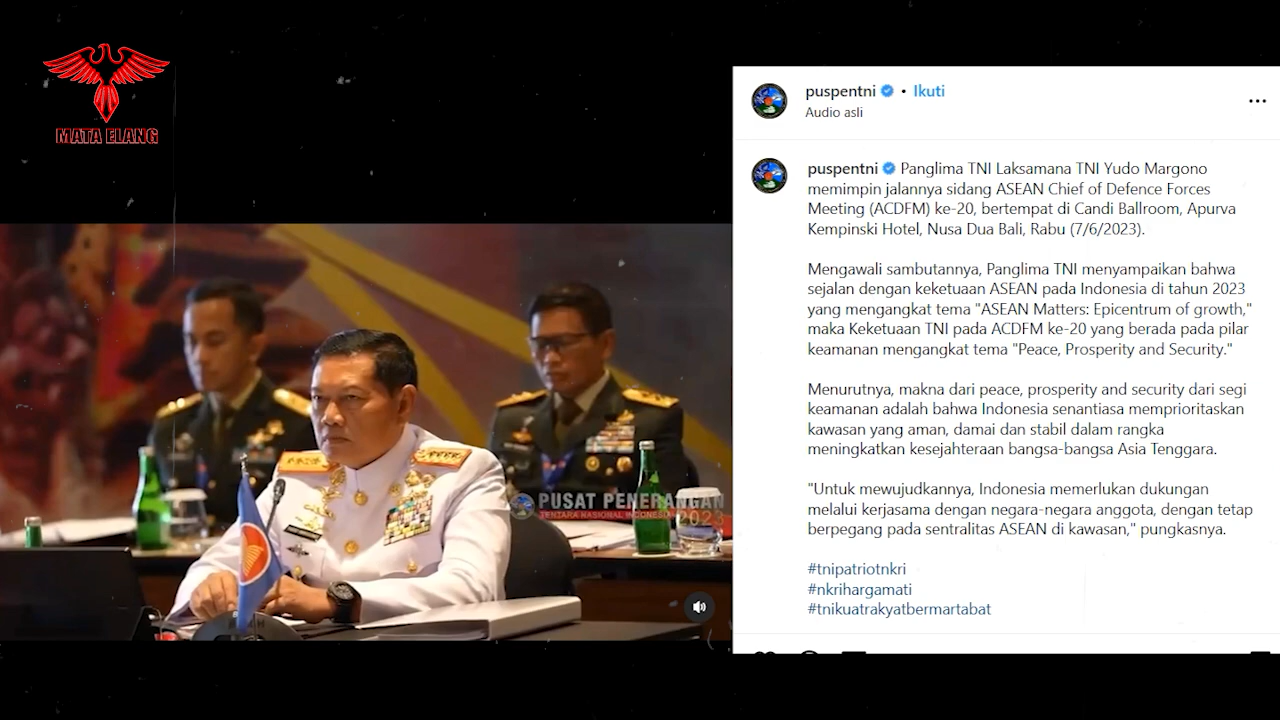 MATA ELANG
puspentni • Ikuti
Audio asli
puspentni Panglima TNI Laksamana TNI Yudo Margono
memimpin jalannya sidang ASEAN Chief of Defence Forces
Meeting (ACDFM) ke-20, bertempat di Candi Ballroom, Apurva
Kempinski Hotel, Nusa Dua Bali, Rabu (7/6/2023).
Mengawali sambutannya, Panglima TNI menyampaikan bahwa
sejalan dengan keketuaan ASEAN pada Indonesia di tahun 2023
yang mengangkat tema "ASEAN Matters: Epicentrum of growth,"
maka Keketuaan TNI pada ACDFM ke-20 yang berada pada pilar
keamanan mengangkat tema "Peace, Prosperity and Security."
Menurutnya, makna dari peace, prosperity and security dari segi
keamanan adalah bahwa Indonesia senantiasa memprioritaskan
kawasan yang aman, damai dan stabil dalam rangka
meningkatkan kesejahteraan bangsa-bangsa Asia Tenggara.
"Untuk mewujudkannya, Indonesia memerlukan dukungan
melalui kerjasama dengan negara-negara anggota, dengan tetap
berpegang pada sentralitas ASEAN di kawasan," pungkasnya.
#tnipatriotnkri
#nkrihargamati
#tnikuatrakyatbermartabat
PUSAT PENERANGAN
TENTARA NASIONAL INDONESIA 2023